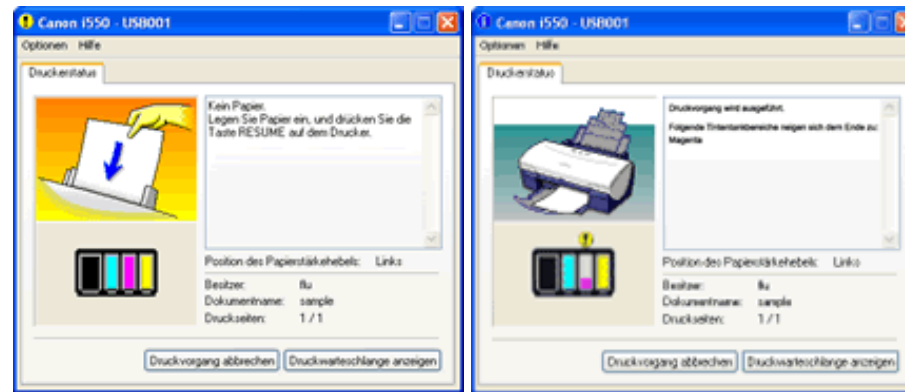 Canon i550 - USB001
Optionen Hilfe
Druckerstatus
Kein Papier.
Legen Sie Papier ein, und drücken Sie die
Taste RESUME auf dem Drucker.
Position des Papierstärkehebels: Links
Besitzer: flu
Dokumentname: sample
Druckseiten: 1 / 1
Druckvorgang abbrechen Druckwarteschlange anzeigen
Canon i550 - USB001
Optionen Hilfe
Druckerstatus
Druckvorgang wird ausgeführt.
Folgende Tintentankbereiche neigen sich dem Ende zu:
Magenta
Position des Papierstärkehebels: Links
Besitzer: flu
Dokumentname: sample
Druckseiten: 1 / 1
Druckvorgang abbrechen Druckwarteschlange anzeigen